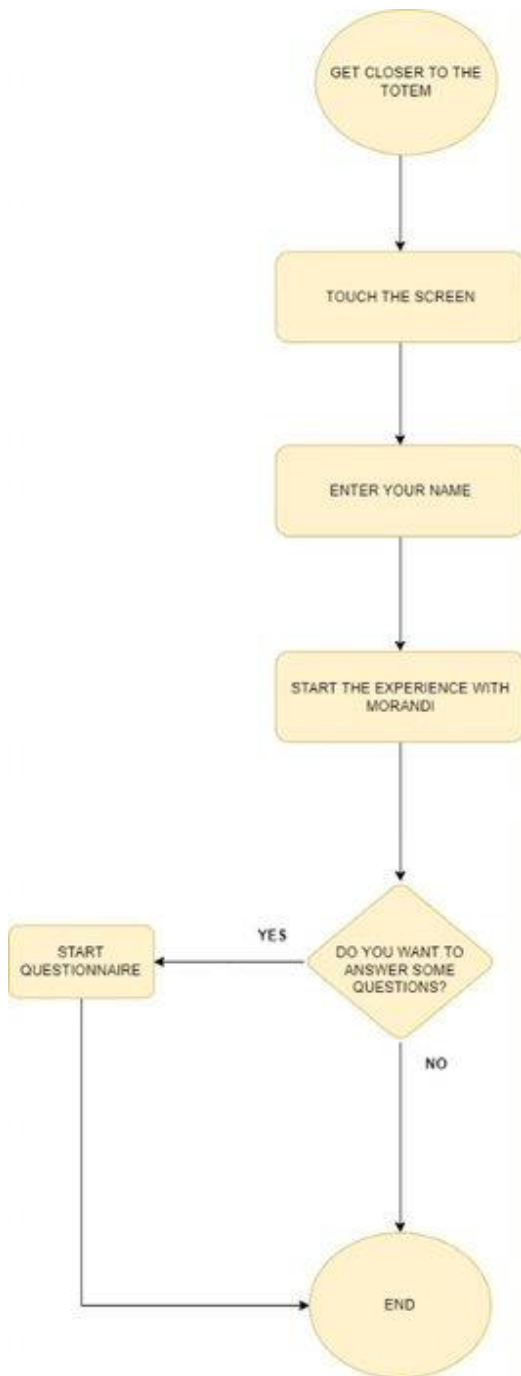 GET CLOSER TO THE
TOTEM
TOUCH THE SCREEN
ENTER YOUR NAME
START THE EXPERIENCE WITH
MORANDI
DO YOU WANT TO
ANSWER SOME
QUESTIONS?
YES
START
QUESTIONNAIRE
NO
END